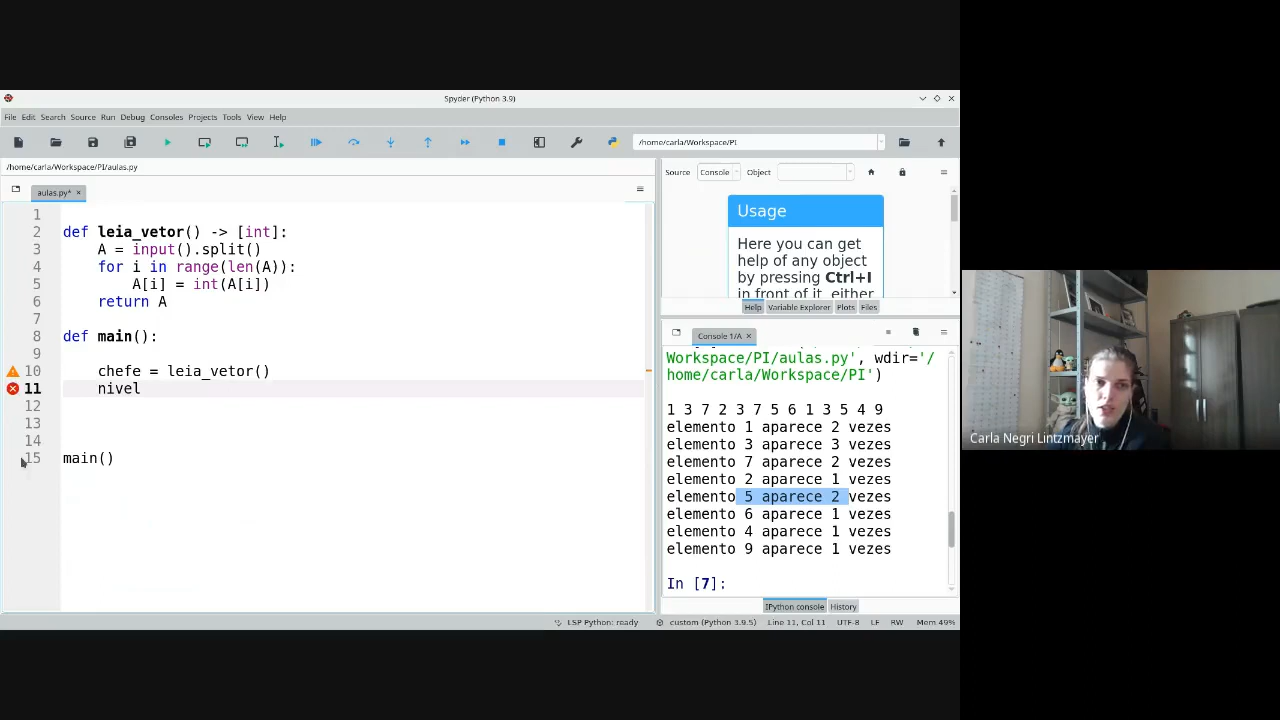 Spyder (Python 3.9)
File Edit Search Source Run Debug Consoles Projects Tools View Help
/home/carla/Workspace/PI
/home/carla/Workspace/PI/aulas.py
aulas.py*
1
2 def leia_vetor() -> [int]:
3 A = input().split()
4 for i in range(len(A)):
5 A[i] = int(A[i])
6 return A
7
8 def main():
9
10 chefe = leia_vetor()
11 nivel
12
13
14
15 main()
Source Console Object
Usage
Here you can get
help of any object
by pressing Ctrl+I
in front of it, either
Help Variable Explorer Plots Files
Console 1/A
Workspace/PI/aulas.py', wdir='/
home/carla/Workspace/PI')
1 3 7 2 3 7 5 6 1 3 5 4 9
elemento 1 aparece 2 vezes
elemento 3 aparece 3 vezes
elemento 7 aparece 2 vezes
elemento 2 aparece 1 vezes
elemento 5 aparece 2 vezes
elemento 6 aparece 1 vezes
elemento 4 aparece 1 vezes
elemento 9 aparece 1 vezes
In [7]:
IPython console History
LSP Python: ready custom (Python 3.9.5) Line 11, Col 11 UTF-8 LF RW Mem 49%
Carla Negri Lintzmayer